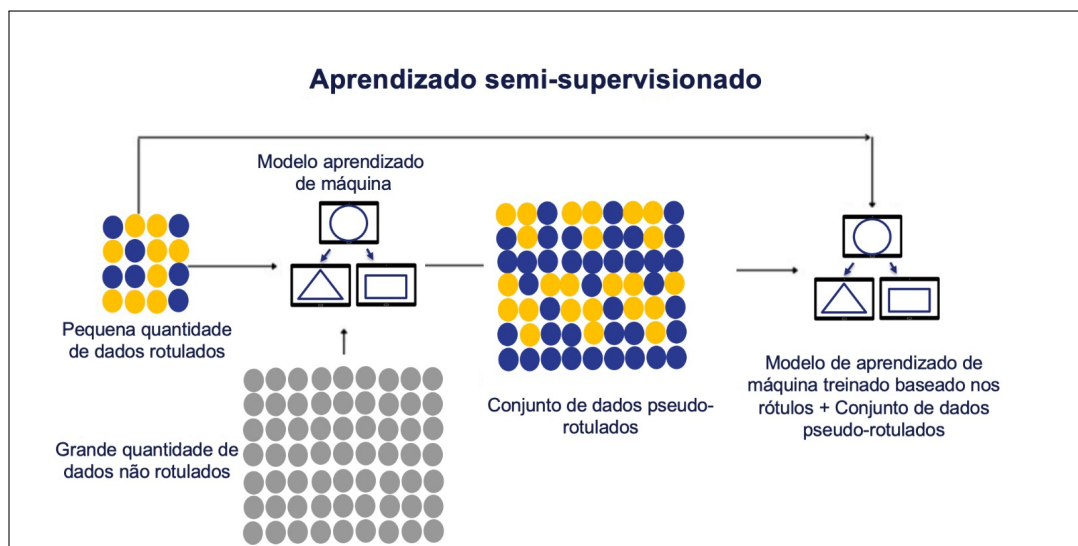 Aprendizado semi-supervisionado
Modelo aprendizado
de máquina
Pequena quantidade
de dados rotulados
Grande quantidade de
dados não rotulados
Conjunto de dados pseudo-
rotulados
Modelo de aprendizado de
máquina treinado baseado nos
rótulos + Conjunto de dados
pseudo-rotulados